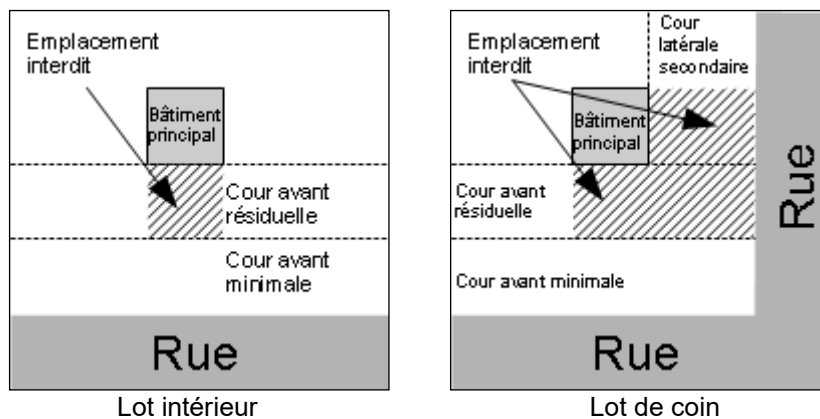 Emplacement
interdit
Bâtiment
principal
Cour avant
résiduelle
Cour avant
minimale
Rue
Lot intérieur
Cour
latérale
secondaire
Emplacement
interdit
Bâtiment
principal
Cour avant
résiduelle
Cour avant minimale
Rue
Rue
Lot de coin